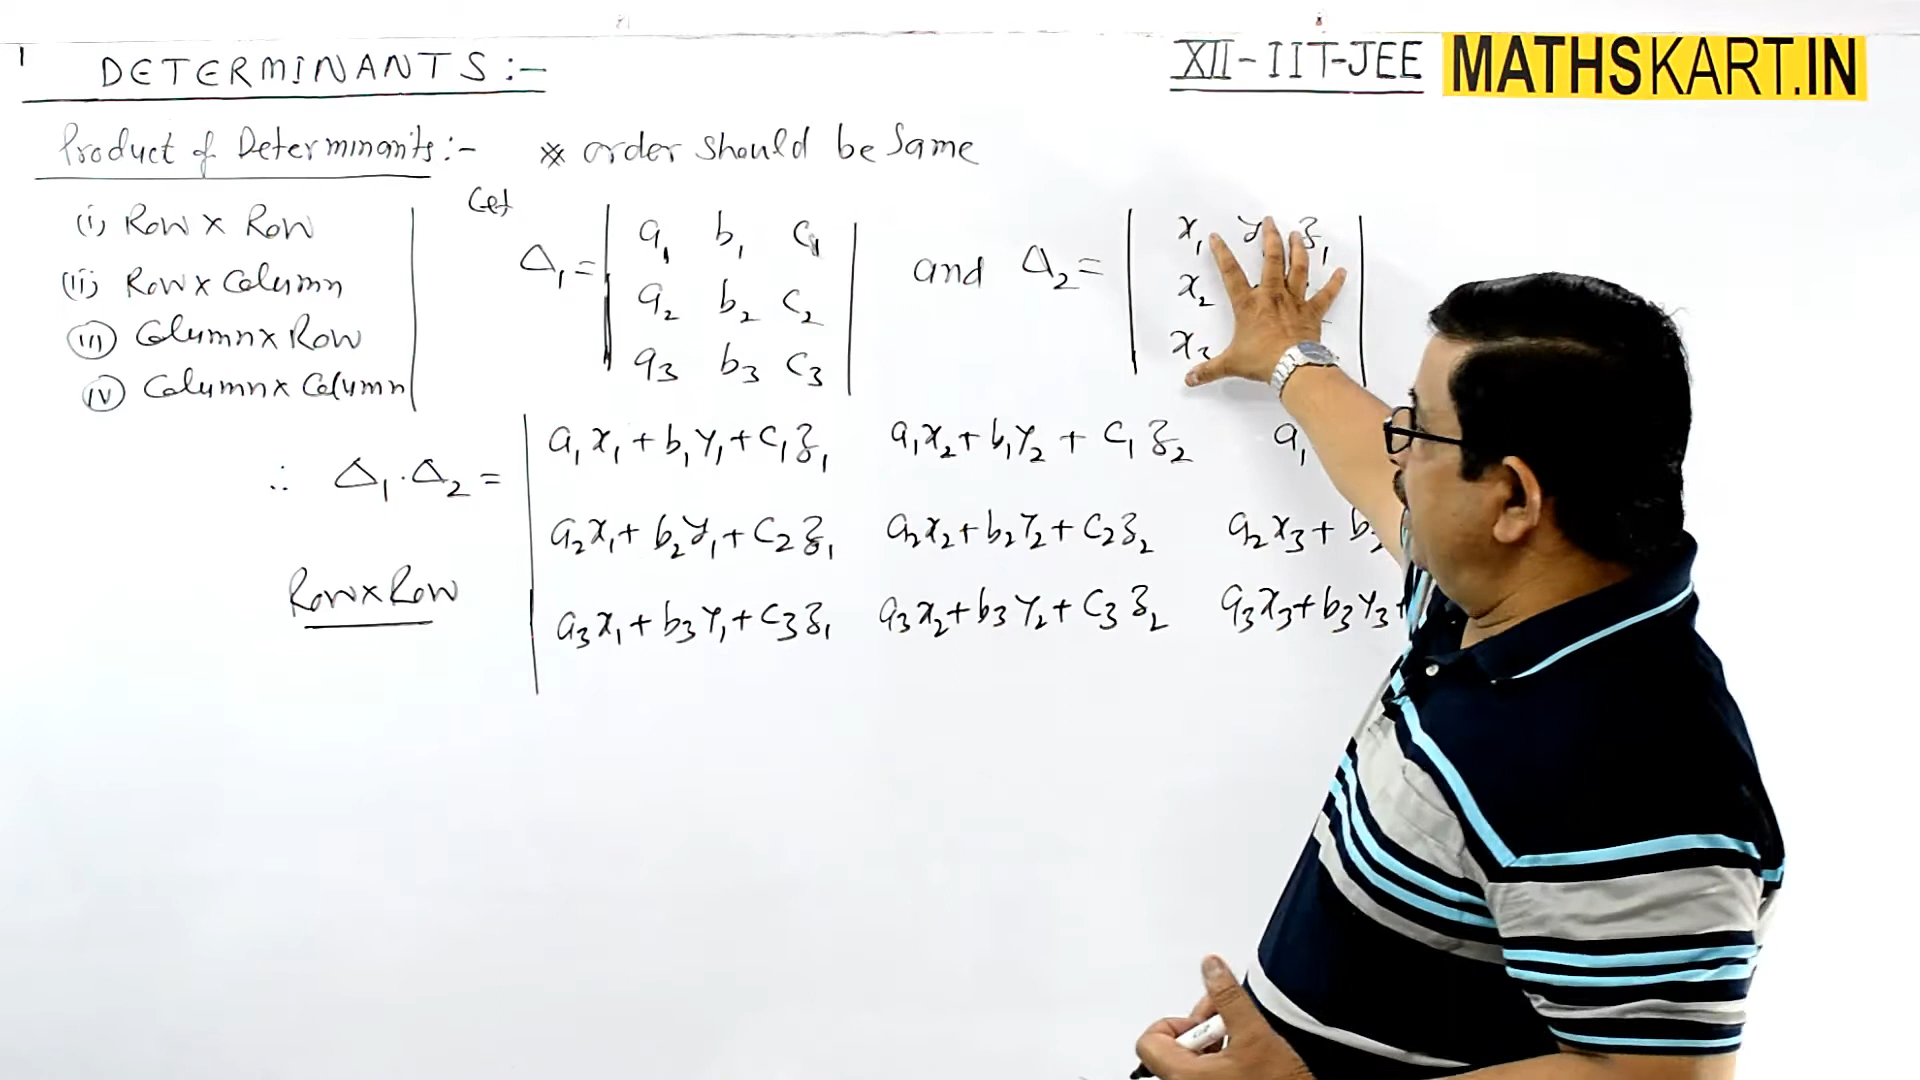 1 DETERMINANTS :-
XII - IIT-JEE MATHSKART.IN
Product of Determinants :- * order should be Same
Let
(i) Row × Row
(ii) Row × Column
(iii) Column × Row
(iv) Column × Column
Δ₁ = | a₁ b₁ c₁ | and Δ₂ = | x₁ y₁ z₁ |
| a₂ b₂ c₂ | | x₂
| a₃ b₃ c₃ | | x₃
∴ Δ₁.Δ₂ = | a₁x₁ + b₁y₁ + c₁z₁ a₁x₂ + b₁y₂ + c₁z₂ a₁
a₂x₁ + b₂y₁ + c₂z₁ a₂x₂ + b₂y₂ + c₂z₂ a₂x₃ +
Row × Row
a₃x₁ + b₃y₁ + c₃z₁ a₃x₂ + b₃y₂ + c₃z₂ a₃x₃ + b₃y₃ +